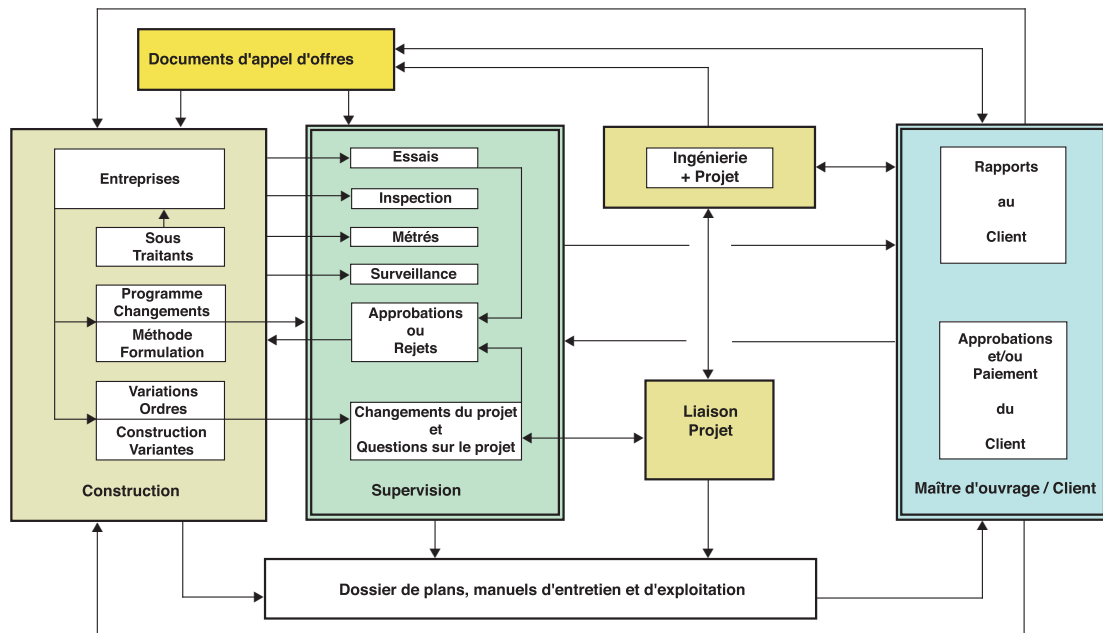 Documents d'appel d'offres
Entreprises
Sous
Traitants
Programme
Changements
Méthode
Formulation
Variations
Ordres
Construction
Variantes
Construction
Essais
Inspection
Métrés
Surveillance
Approbations
ou
Rejets
Changements du projet
et
Questions sur le projet
Supervision
Ingénierie
+ Projet
Liaison
Projet
Rapports
au
Client
Approbations
et/ou
Paiement
du
Client
Maître d'ouvrage / Client
Dossier de plans, manuels d'entretien et d'exploitation